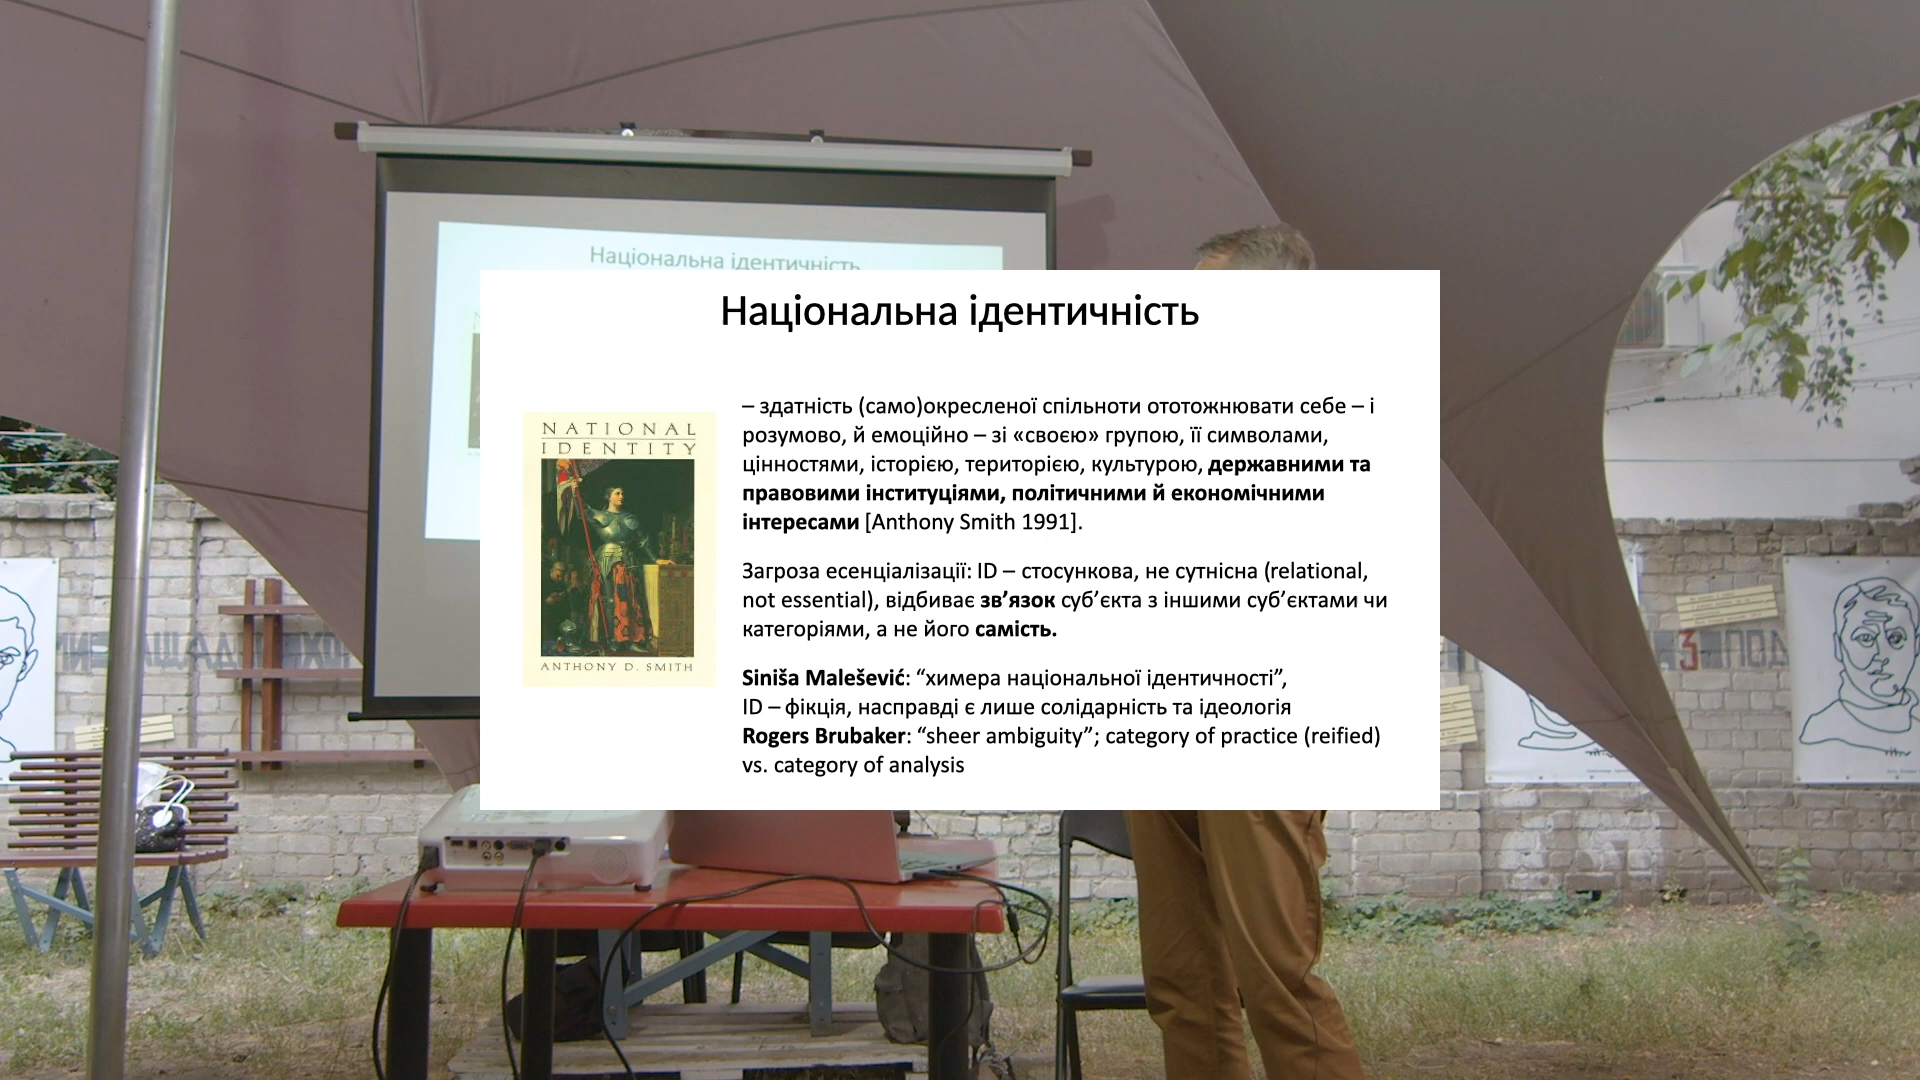 Національна ідентичність
Національна ідентичність
NATIONAL
IDENTITY
ANTHONY D. SMITH
– здатність (само)окресленої спільноти ототожнювати себе – і
розумово, й емоційно – зі «своєю» групою, її символами,
цінностями, історією, територією, культурою, державними та
правовими інституціями, політичними й економічними
інтересами [Anthony Smith 1991].
Загроза есенціалізації: ID – стосункова, не сутнісна (relational,
not essential), відбиває зв’язок суб’єкта з іншими суб’єктами чи
категоріями, а не його самість.
Siniša Malešević: “химера національної ідентичності”,
ID – фікція, насправді є лише солідарність та ідеологія
Rogers Brubaker: “sheer ambiguity”; category of practice (reified)
vs. category of analysis